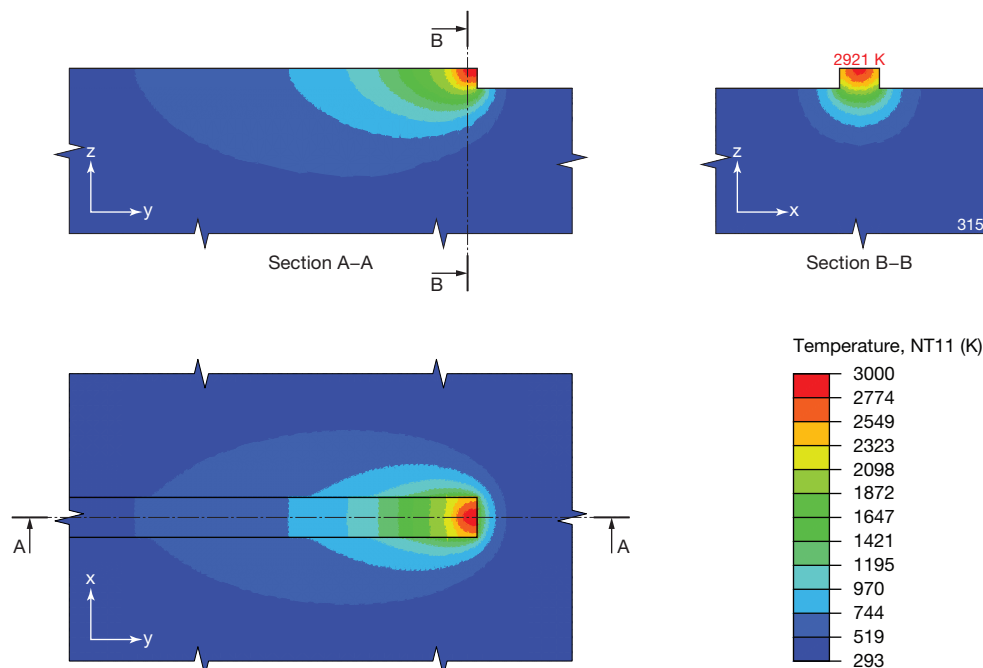 B
z
y
Section A–A
B
2921 K
z
x
315
Section B–B
A
A
x
y
Temperature, NT11 (K)
3000
2774
2549
2323
2098
1872
1647
1421
1195
970
744
519
293